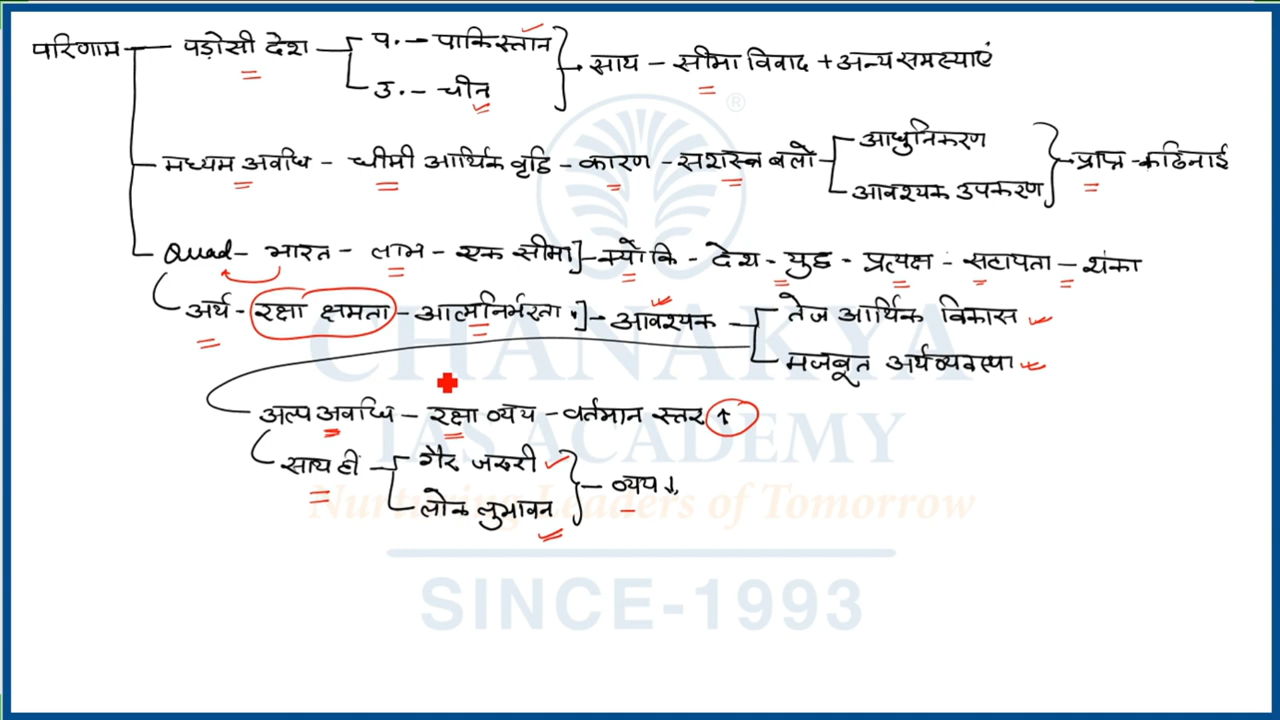 परिणाम - पड़ोसी देश - प. - पाकिस्तान
उ. - चीन
साथ - सीमा विवाद + अन्य समस्याएं
मध्यम अवधि - धीमी आर्थिक वृद्धि - कारण - सशस्त्र बलों - आधुनिकरण
आवश्यक उपकरण
प्राप्त - कठिनाई
Quad - भारत - लाभ - एक सीमा] - क्यों कि - देश - युद्ध - प्रत्यक्ष - सहायता - शंका
अर्थ - रक्षा क्षमता - आत्मनिर्भरता] - आवश्यक - तेज आर्थिक विकास
मजबूत अर्थव्यवस्था
अल्प अवधि - रक्षा व्यय - वर्तमान स्तर ↑
साथ ही - गैर जरूरी
लोक लुभावन
व्यय ↓
CHANAKYA
IAS ACADEMY
Nurturing Leaders of Tomorrow
SINCE-1993